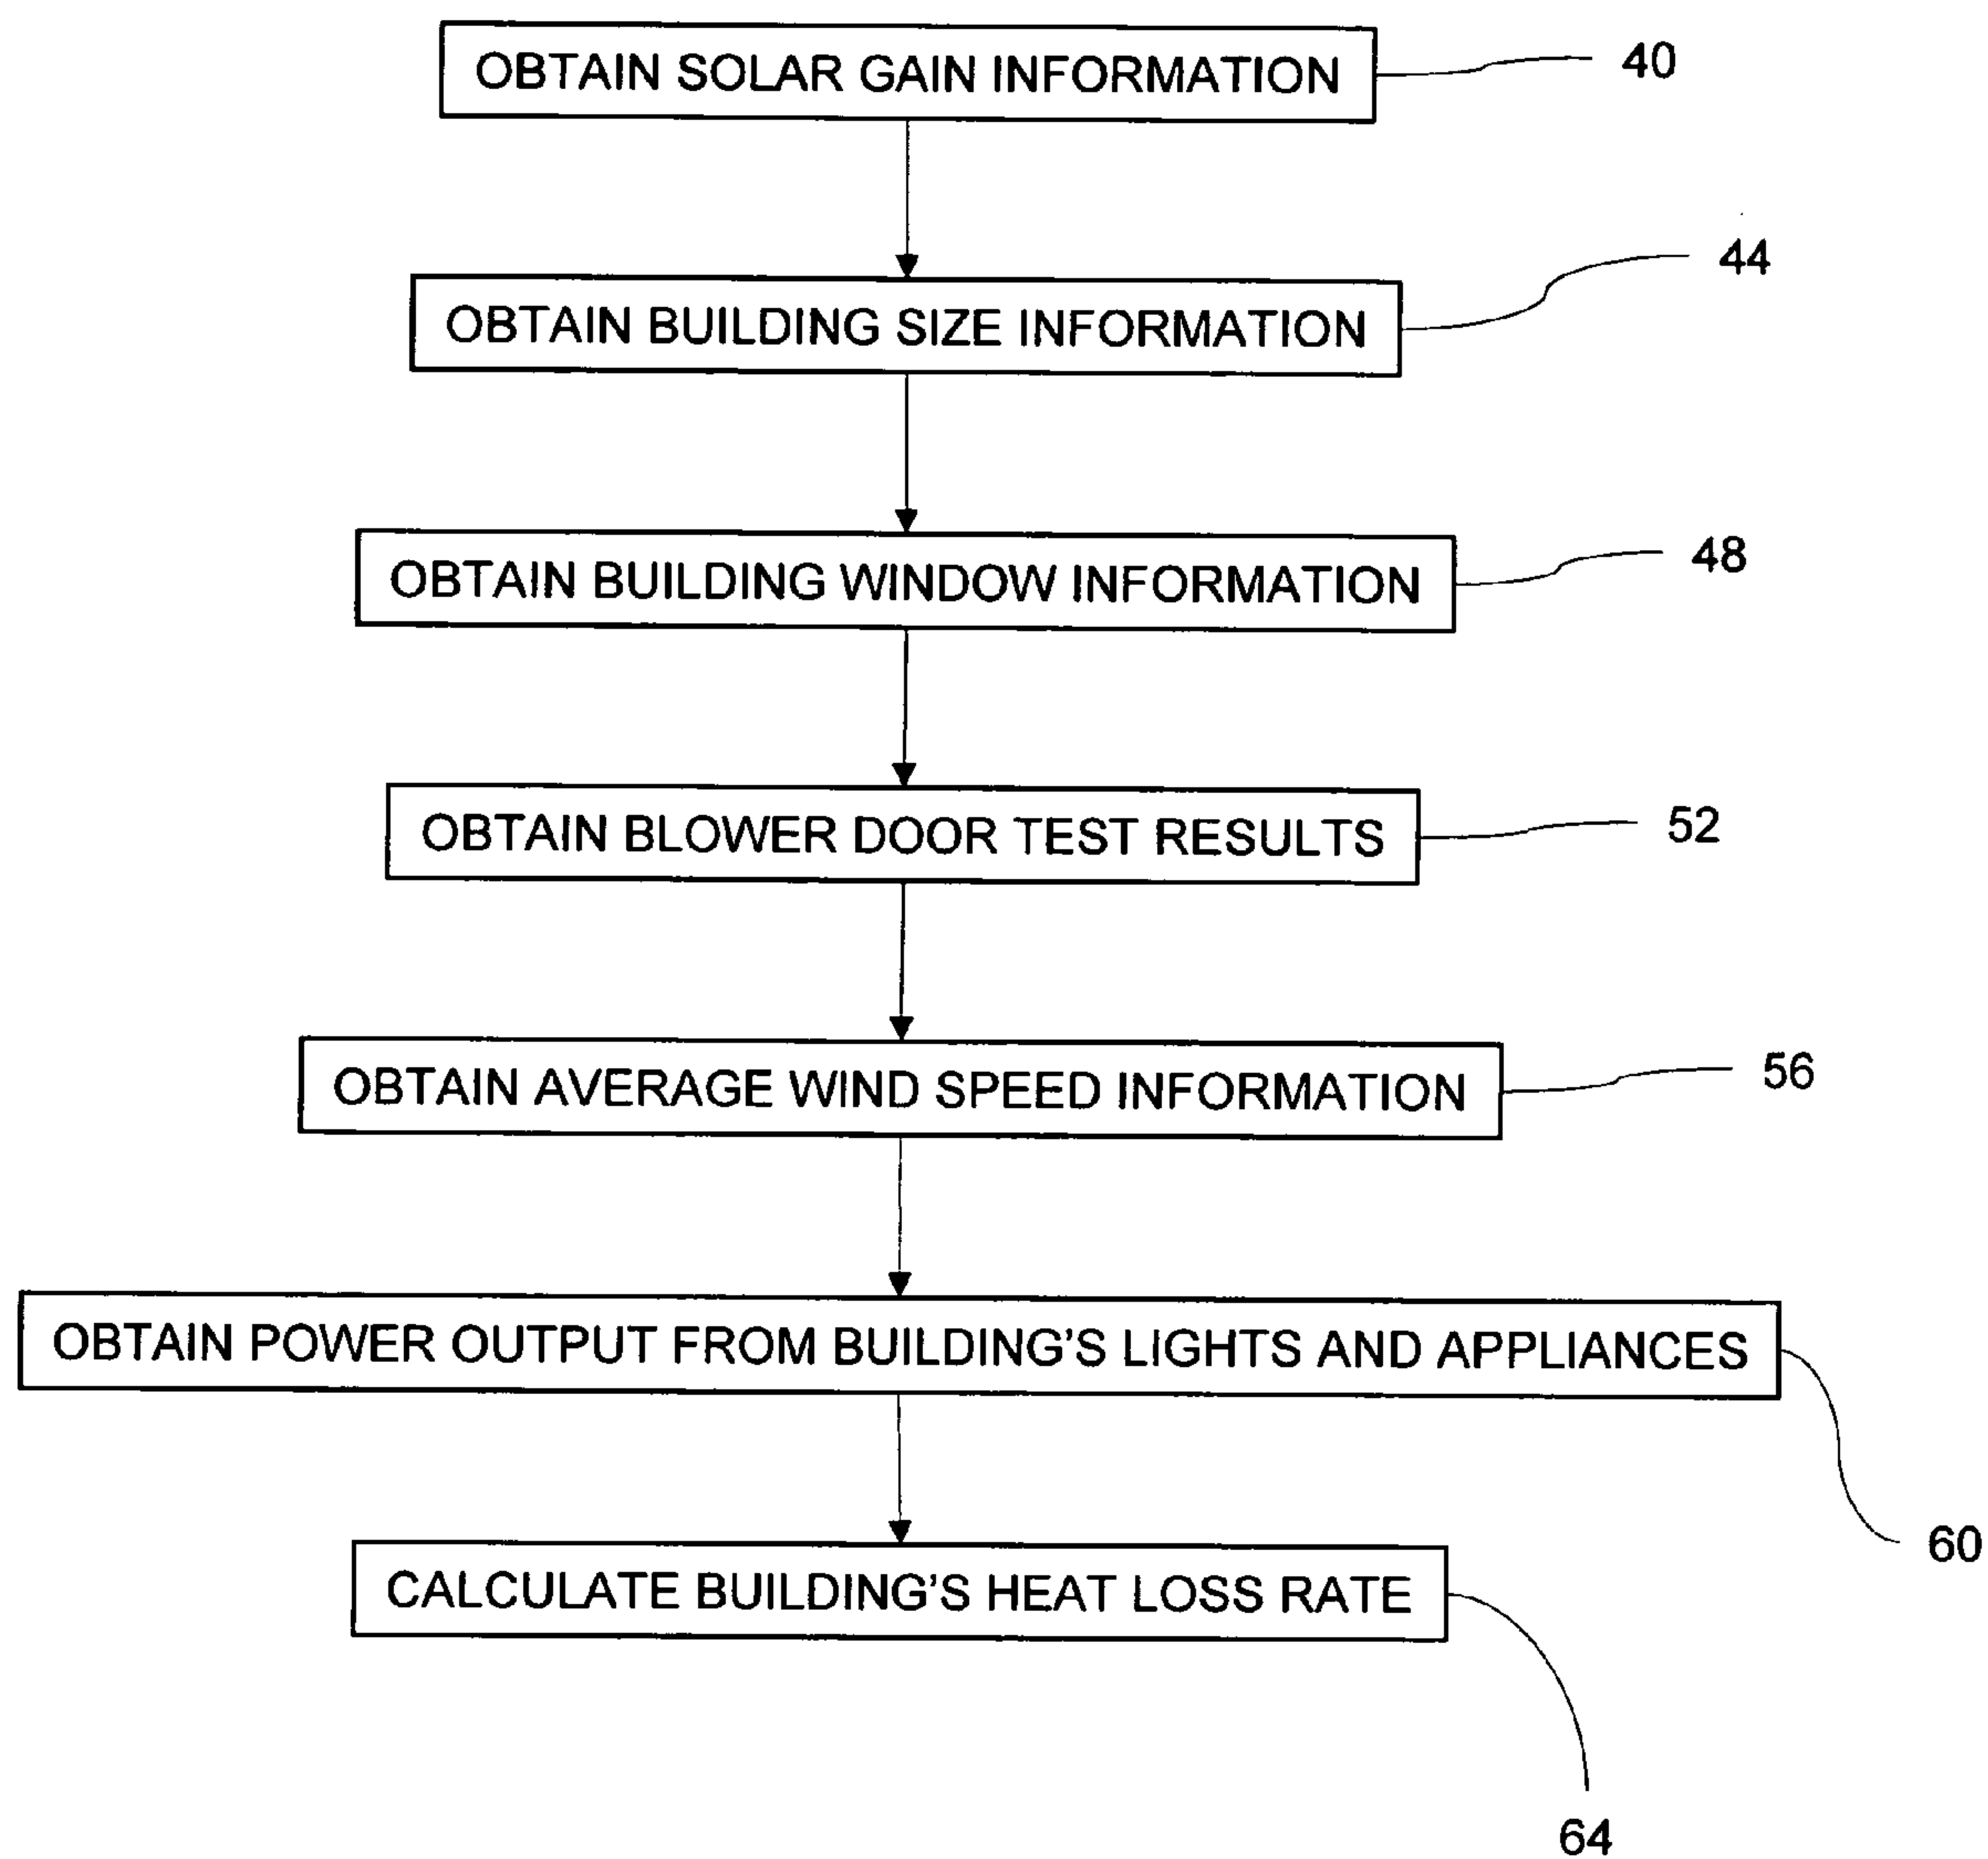 OBTAIN SOLAR GAIN INFORMATION
40
OBTAIN BUILDING SIZE INFORMATION
44
OBTAIN BUILDING WINDOW INFORMATION
48
OBTAIN BLOWER DOOR TEST RESULTS
52
OBTAIN AVERAGE WIND SPEED INFORMATION
56
OBTAIN POWER OUTPUT FROM BUILDING’S LIGHTS AND APPLIANCES
60
CALCULATE BUILDING’S HEAT LOSS RATE
64